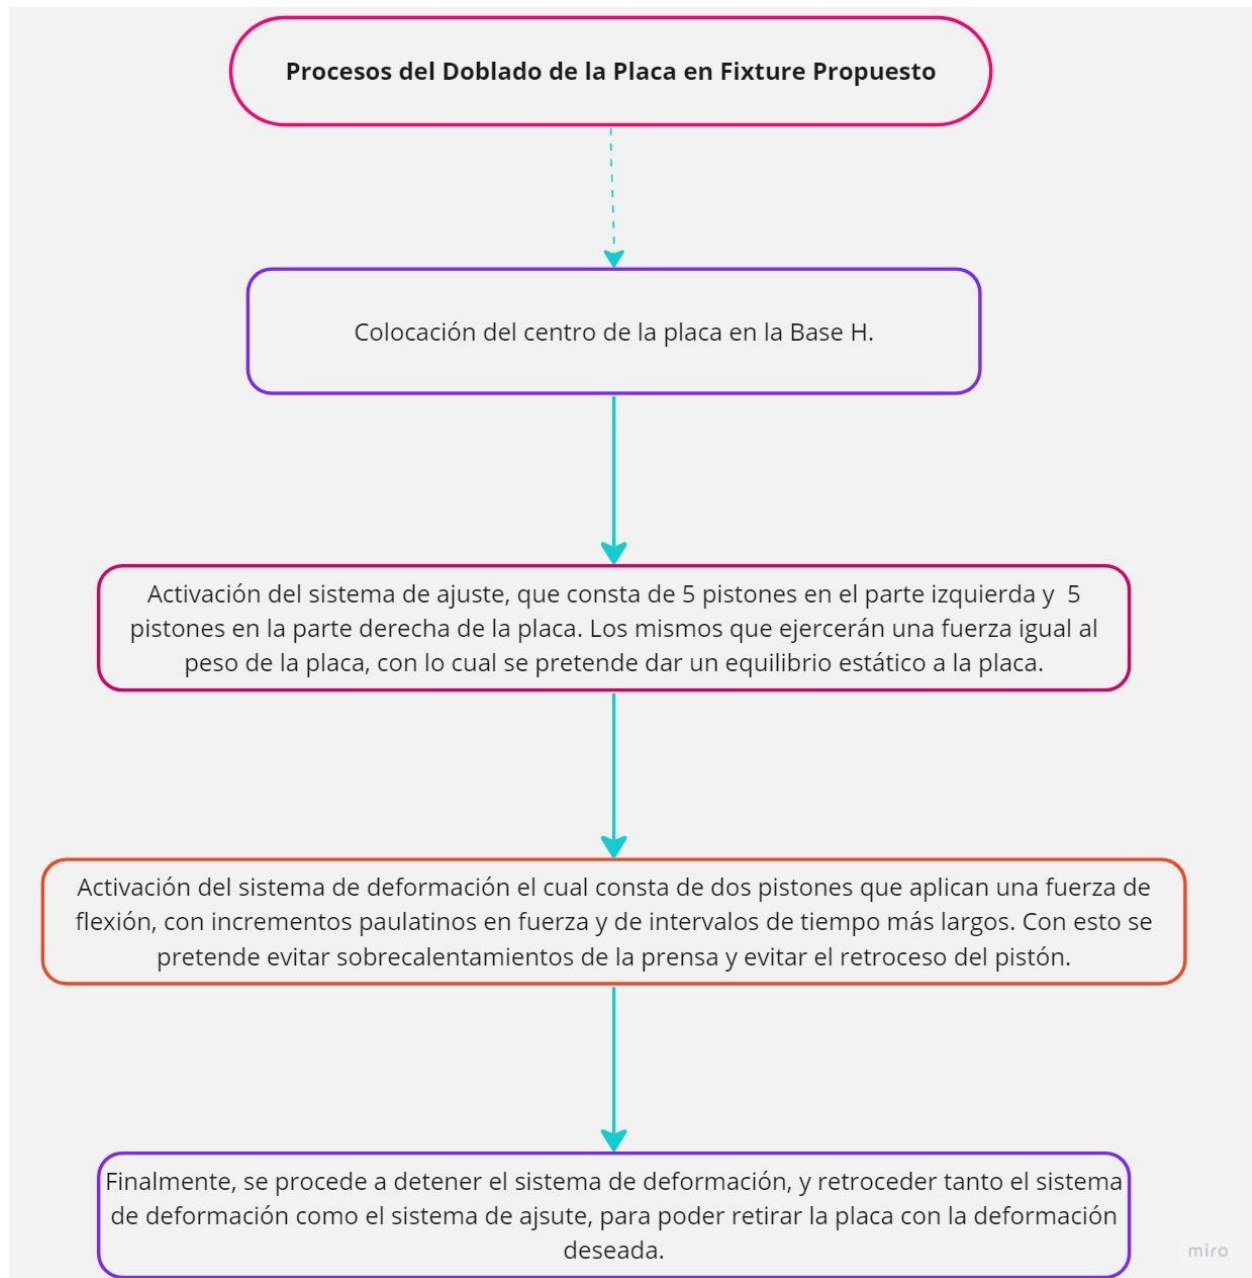 Procesos del Doblado de la Placa en Fixture Propuesto
Colocación del centro de la placa en la Base H.
Activación del sistema de ajuste, que consta de 5 pistones en el parte izquierda y 5
pistones en la parte derecha de la placa. Los mismos que ejercerán una fuerza igual al
peso de la placa, con lo cual se pretende dar un equilibrio estático a la placa.
Activación del sistema de deformación el cual consta de dos pistones que aplican una fuerza de
flexión, con incrementos paulatinos en fuerza y de intervalos de tiempo más largos. Con esto se
pretende evitar sobrecalentamientos de la prensa y evitar el retroceso del pistón.
Finalmente, se procede a detener el sistema de deformación, y retroceder tanto el sistema
de deformación como el sistema de ajsute, para poder retirar la placa con la deformación
deseada.
miro